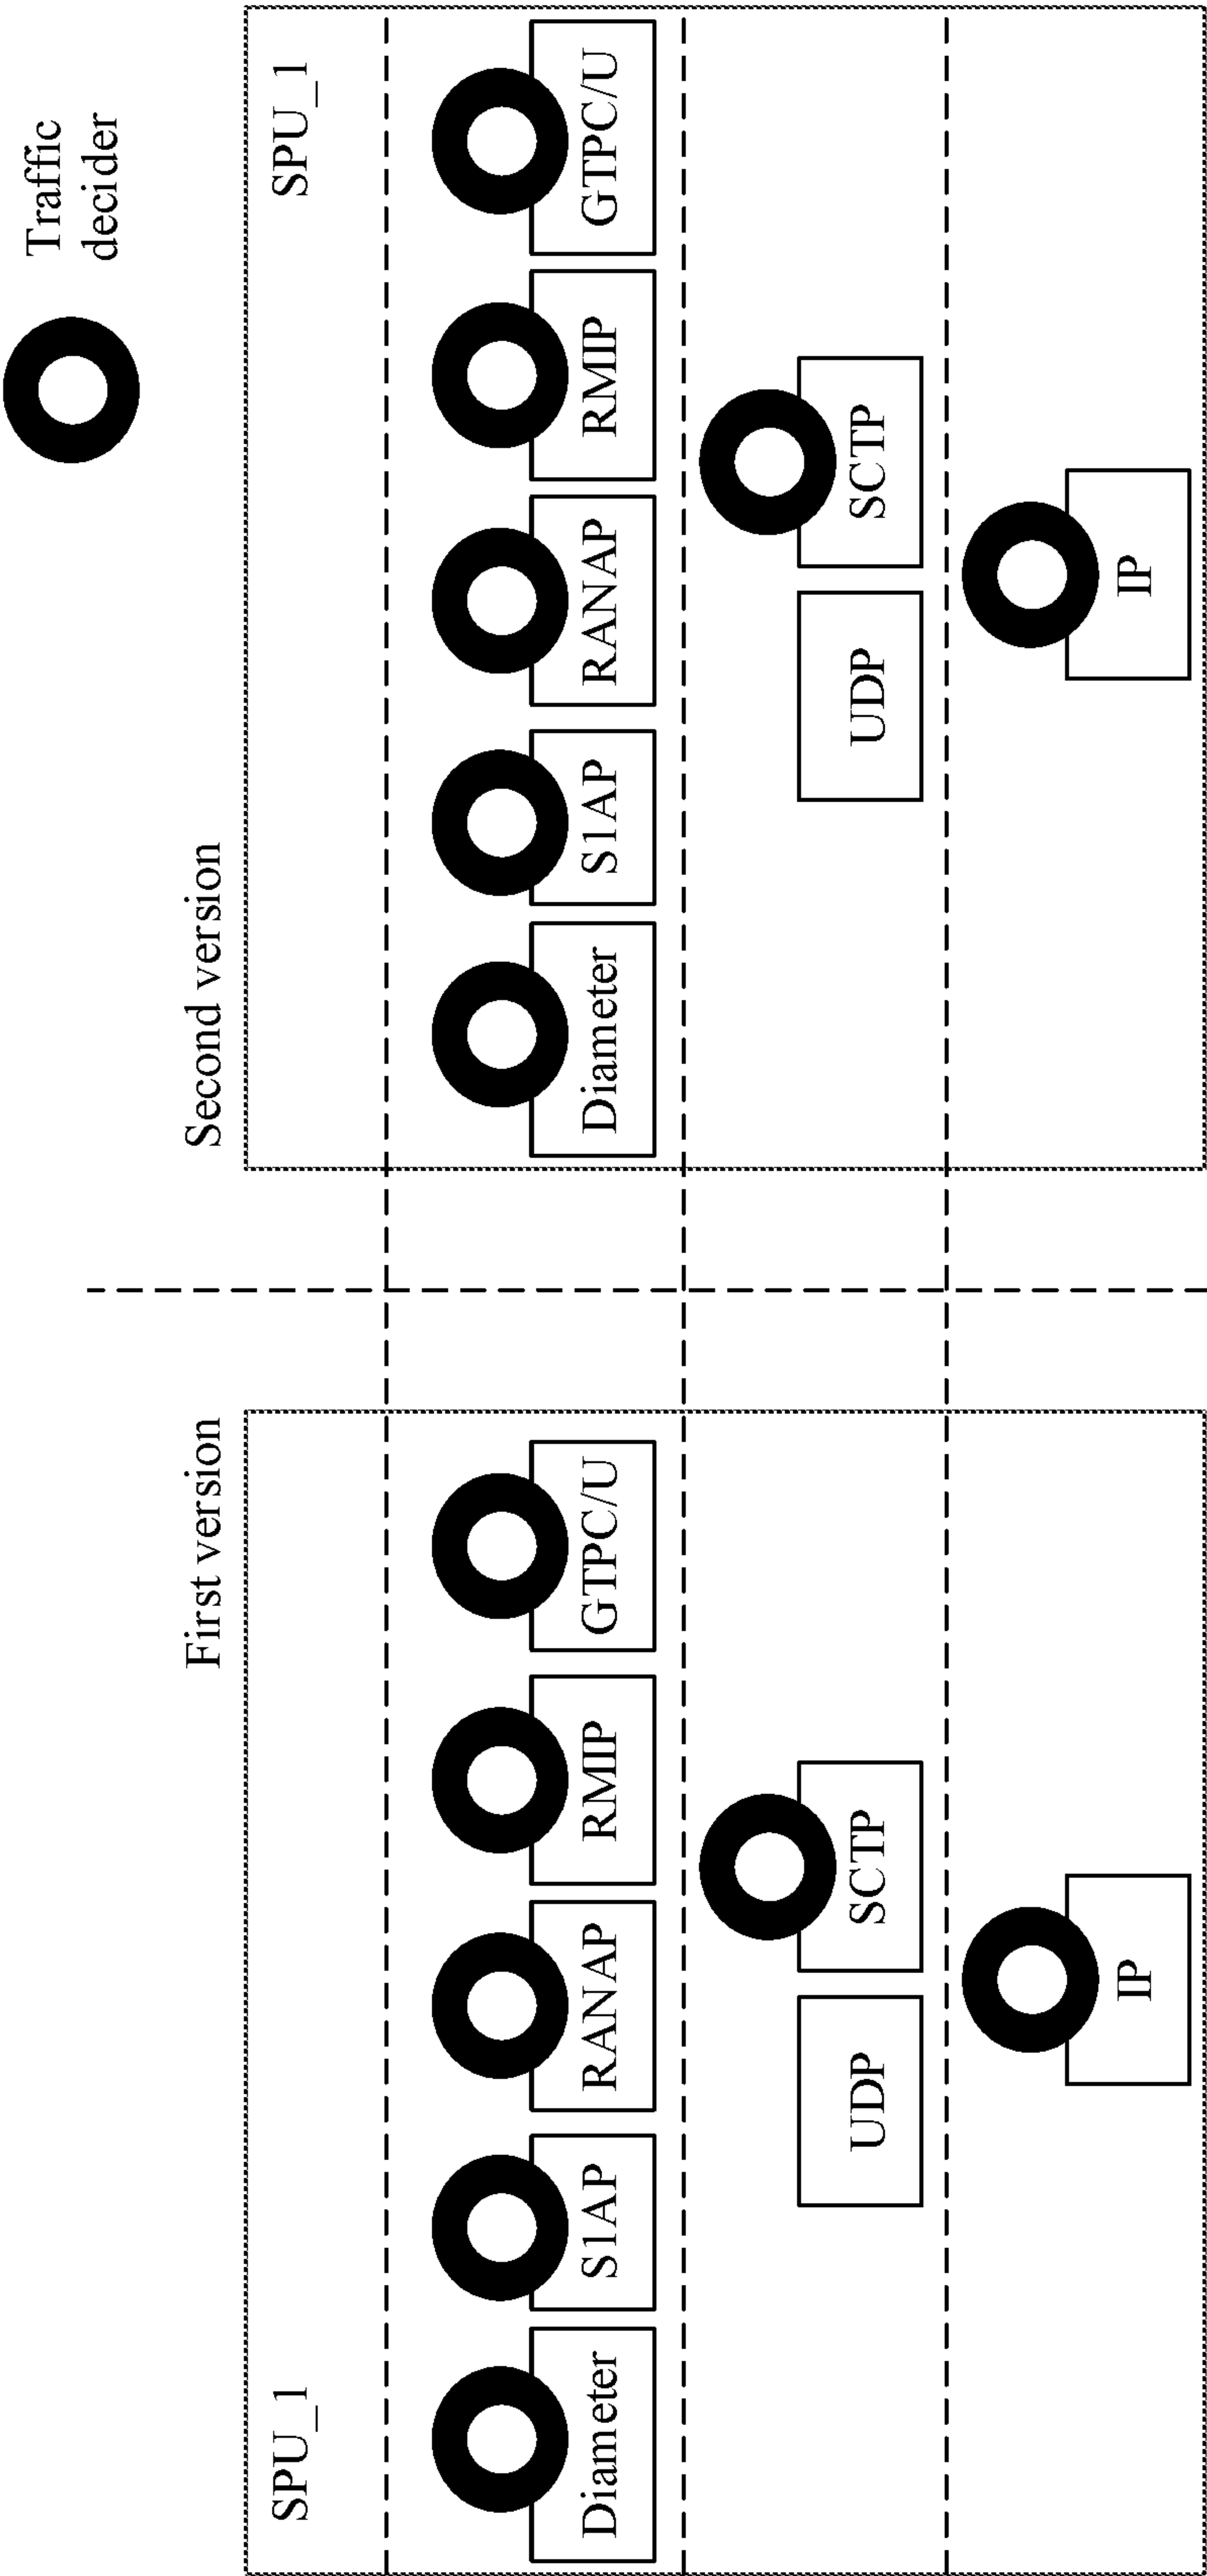 Traffic
decider
First version
Second version
SPU_1
SPU_1
Diameter
S1AP
RANAP
RMIP
GTPC/U
Diameter
S1AP
RANAP
RMIP
GTPC/U
UDP
SCTP
UDP
SCTP
IP
IP